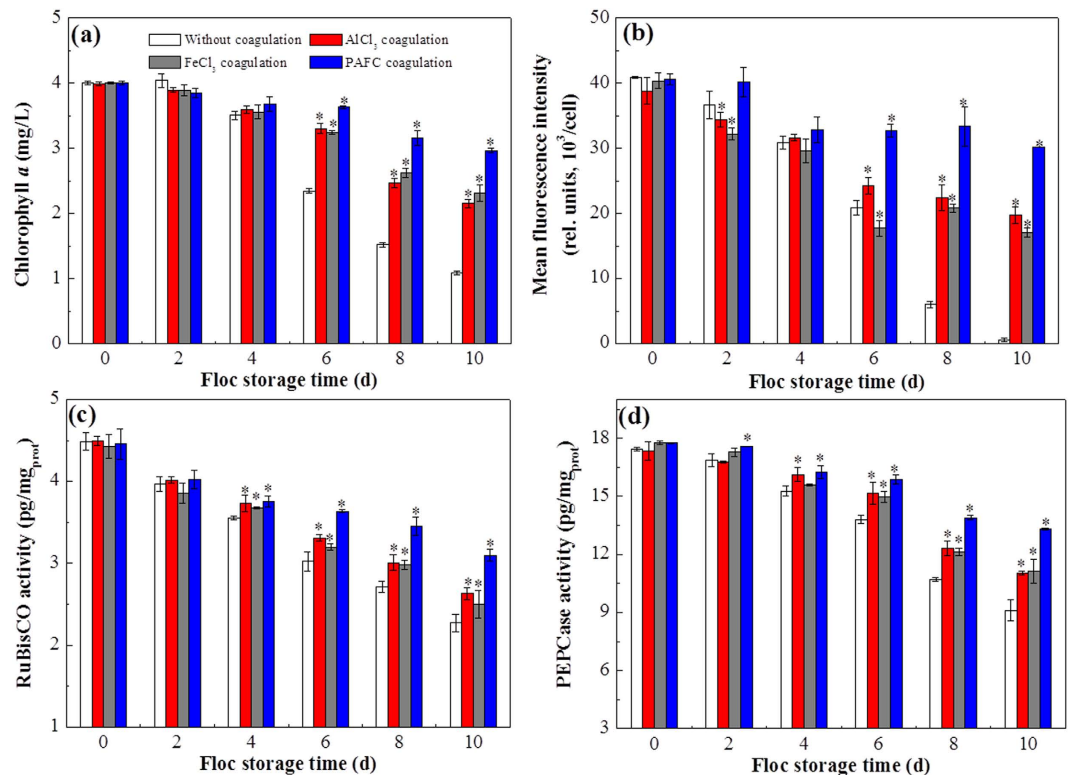 (a)
Without coagulation
AlCl3 coagulation
FeCl3 coagulation
PAFC coagulation
Chlorophyll a (mg/L)
5
4
3
2
1
0
* * * * * * * *
0 2 4 6 8 10
Floc storage time (d)
(b)
Mean fluorescence intensity
(rel. units, 10^3/cell)
50
40
30
20
10
0
* * * * * * * * * * *
0 2 4 6 8 10
Floc storage time (d)
(c)
RuBisCO activity (pg/mgprot)
5
4
3
2
1
* * * * * * * * * * *
0 2 4 6 8 10
Floc storage time (d)
(d)
PEPCase activity (pg/mgprot)
18
15
12
9
6
3
* * * * * * * * * * *
0 2 4 6 8 10
Floc storage time (d)